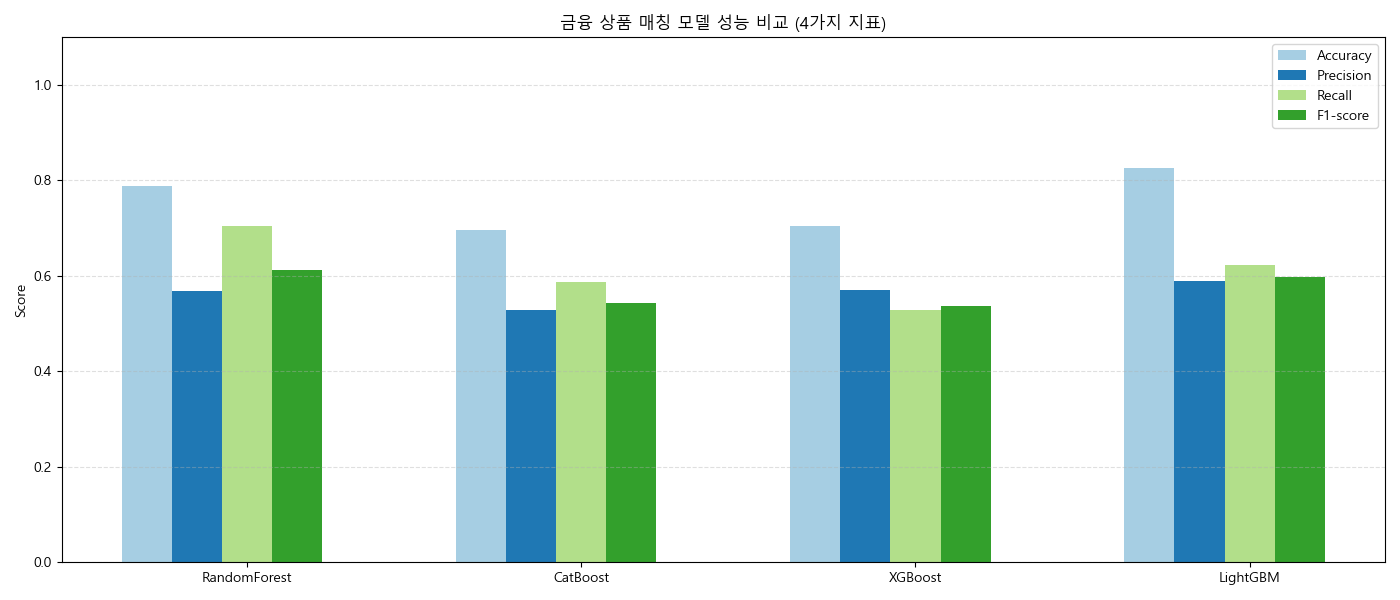 금융 상품 매칭 모델 성능 비교 (4가지 지표)
Accuracy
Precision
Recall
F1-score
Score
1.0
0.8
0.6
0.4
0.2
0.0
RandomForest
CatBoost
XGBoost
LightGBM